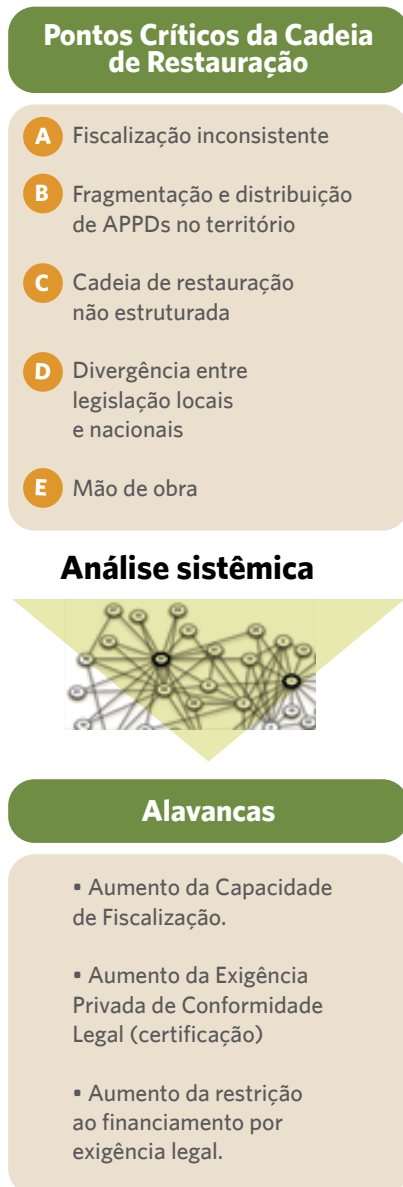 Pontos Críticos da Cadeia
de Restauração
A Fiscalização inconsistente
B Fragmentação e distribuição
de APPDs no território
C Cadeia de restauração
não estruturada
D Divergência entre
legislação locais
e nacionais
E Mão de obra
Análise sistêmica
Alavancas
• Aumento da Capacidade
de Fiscalização.
• Aumento da Exigência
Privada de Conformidade
Legal (certificação)
• Aumento da restrição
ao financiamento por
exigência legal.